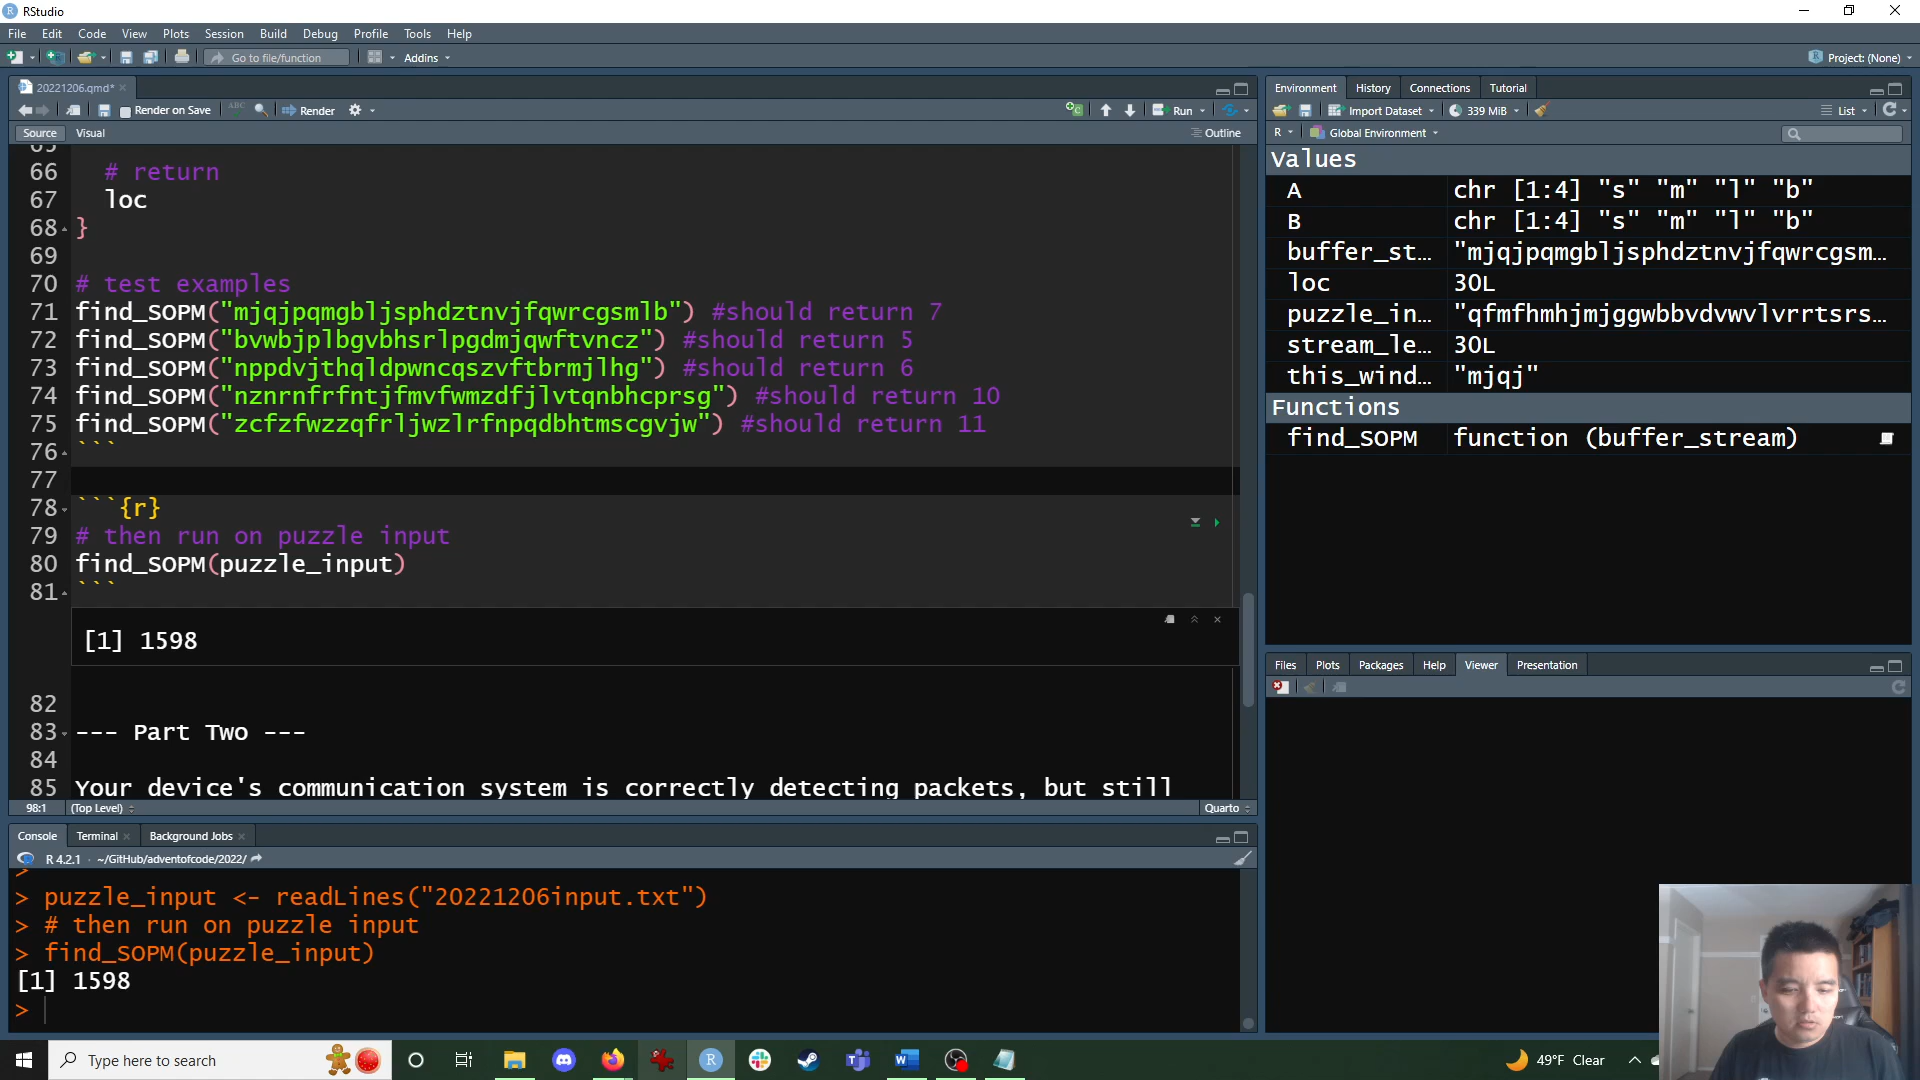 RStudio
File Edit Code View Plots Session Build Debug Profile Tools Help
Go to file/function Addins Project: (None)
20221206.qmd*
Render on Save ABC Render Run
Source Visual Outline
65
66 # return
67 loc
68 }
69
70 # test examples
71 find_SOPM("mjqjpqmgbljsphdztnvjfqwrcgsmlb") #should return 7
72 find_SOPM("bvwbjplbgvbhsrlpgdmjqwftvncz") #should return 5
73 find_SOPM("nppdvjthqldpwncqszvftbrmjlhg") #should return 6
74 find_SOPM("nznrnfrfntjfmvfwmzdfjlvtqnbhcprsg") #should return 10
75 find_SOPM("zcfzfwzzqfrljwzlrfnpqdbhtmscgvjw") #should return 11
76 ```
77
78 ```{r}
79 # then run on puzzle input
80 find_SOPM(puzzle_input)
81 ```
[1] 1598
82
83 --- Part Two ---
84
85 Your device's communication system is correctly detecting packets, but still
98:1 (Top Level) Quarto
Console Terminal Background Jobs
R 4.2.1 · ~/GitHub/adventofcode/2022/
>
> puzzle_input <- readLines("20221206input.txt")
> # then run on puzzle input
> find_SOPM(puzzle_input)
[1] 1598
>
Environment History Connections Tutorial
Import Dataset 339 MiB List
R Global Environment
Values
A chr [1:4] "s" "m" "l" "b"
B chr [1:4] "s" "m" "l" "b"
buffer_st… "mjqjpqmgbljsphdztnvjfqwrcgsm…
loc 30L
puzzle_in… "qfmfhmhjmjggwbbvdvwvlvrrtsrs…
stream_le… 30L
this_wind… "mjqj"
Functions
find_SOPM function (buffer_stream)
Files Plots Packages Help Viewer Presentation
Type here to search
49°F Clear